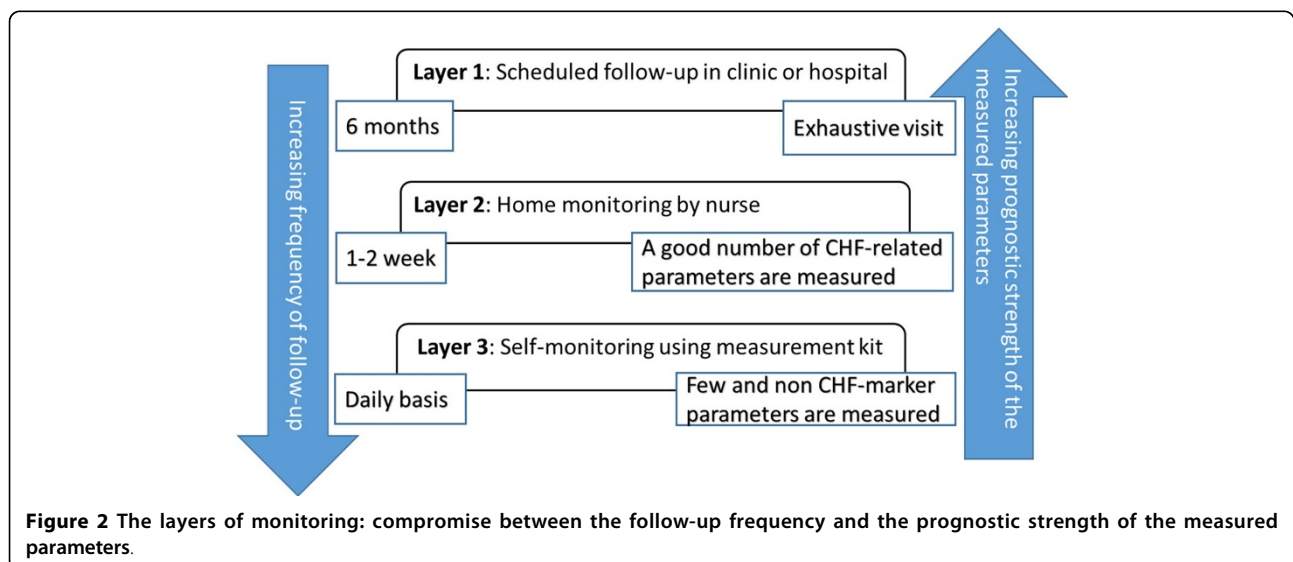 Increasing frequency of follow-up
Layer 1: Scheduled follow-up in clinic or hospital
6 months
Exhaustive visit
Layer 2: Home monitoring by nurse
1-2 week
A good number of CHF-related
parameters are measured
Layer 3: Self-monitoring using measurement kit
Daily basis
Few and non CHF-marker
parameters are measured
Increasing prognostic strength of the
measured parameters
Figure 2 The layers of monitoring: compromise between the follow-up frequency and the prognostic strength of the measured
parameters.